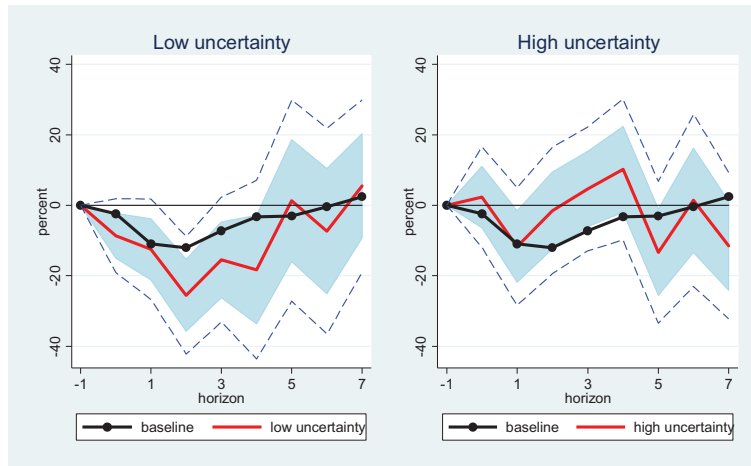 Low uncertainty
40
20
0
-20
-40
percent
-1 1 3 5 7
horizon
baseline low uncertainty
High uncertainty
40
20
0
-20
-40
percent
-1 1 3 5 7
horizon
baseline high uncertainty